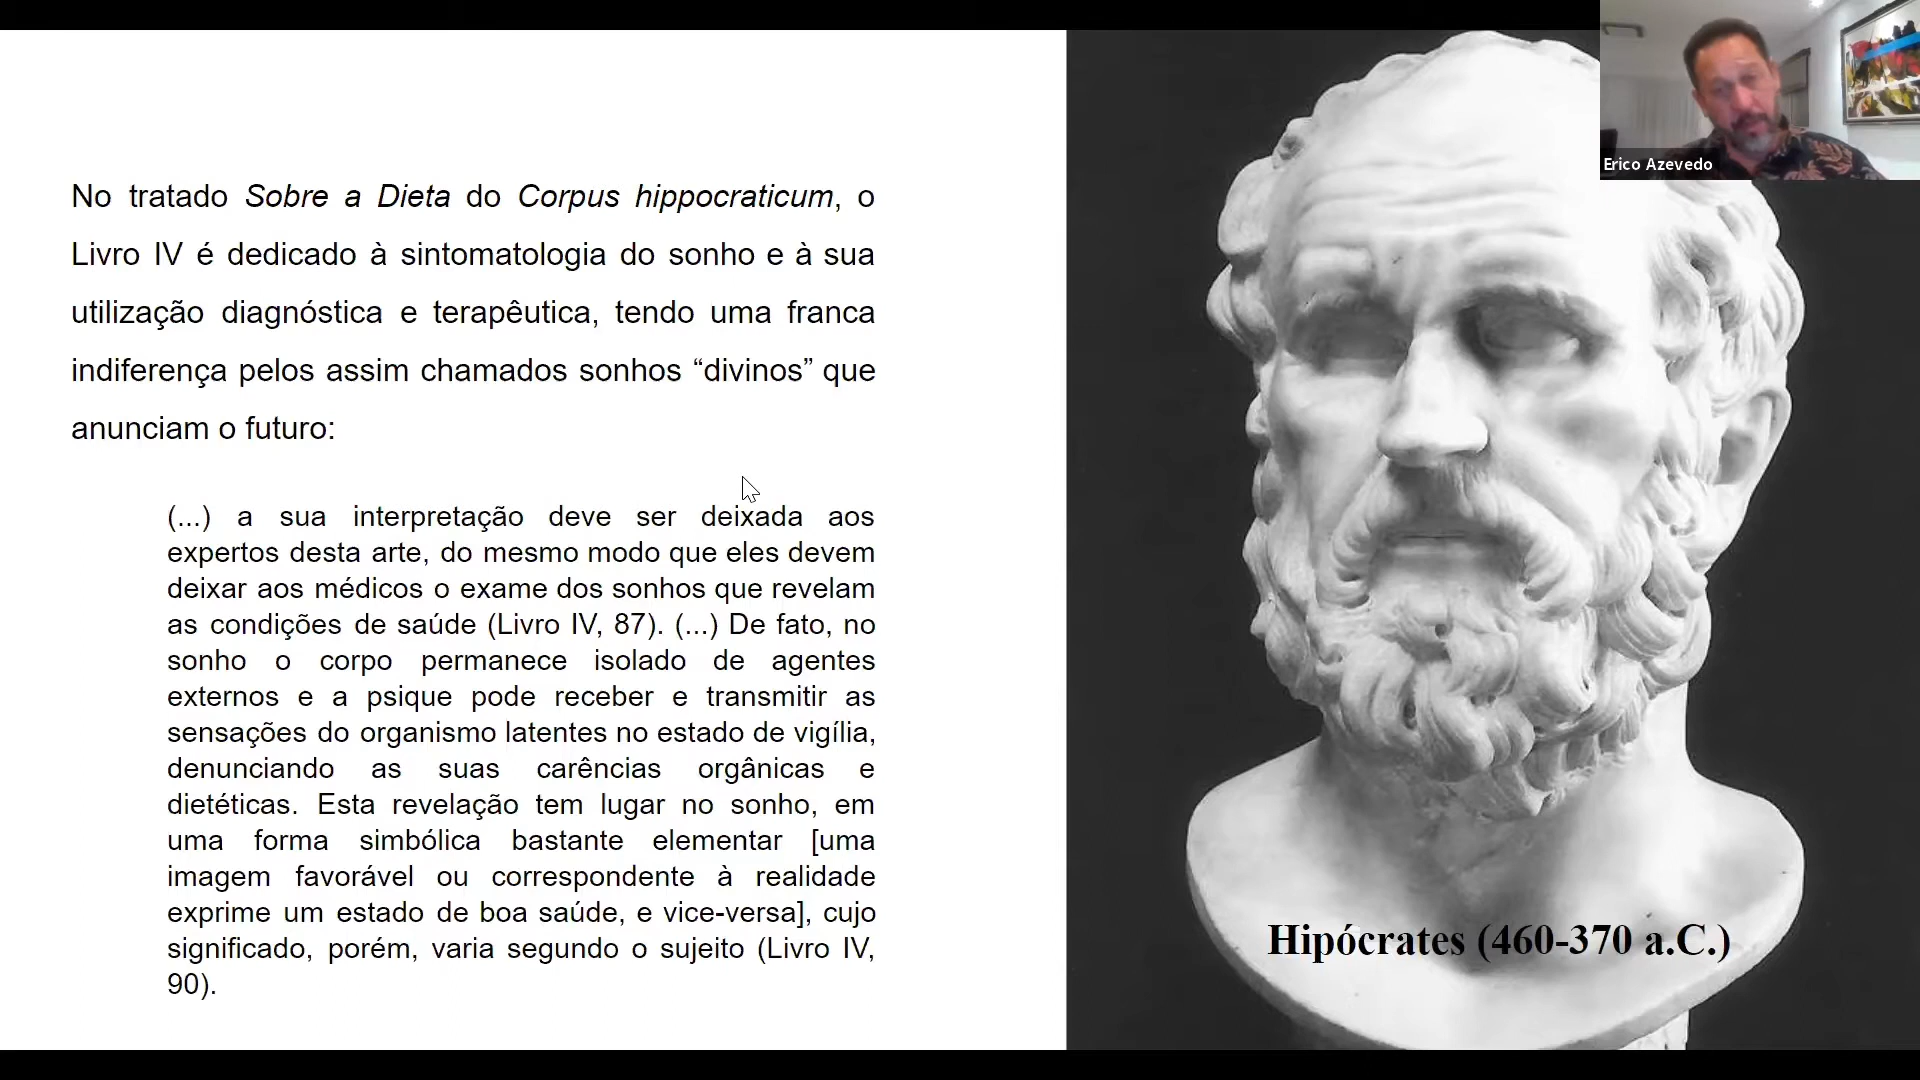 No tratado Sobre a Dieta do Corpus hippocraticum, o
Livro IV é dedicado à sintomatologia do sonho e à sua
utilização diagnóstica e terapêutica, tendo uma franca
indiferença pelos assim chamados sonhos “divinos” que
anunciam o futuro:
(...) a sua interpretação deve ser deixada aos
expertos desta arte, do mesmo modo que eles devem
deixar aos médicos o exame dos sonhos que revelam
as condições de saúde (Livro IV, 87). (...) De fato, no
sonho o corpo permanece isolado de agentes
externos e a psique pode receber e transmitir as
sensações do organismo latentes no estado de vigília,
denunciando as suas carências orgânicas e
dietéticas. Esta revelação tem lugar no sonho, em
uma forma simbólica bastante elementar [uma
imagem favorável ou correspondente à realidade
exprime um estado de boa saúde, e vice-versa], cujo
significado, porém, varia segundo o sujeito (Livro IV,
90).
Erico Azevedo
Hipócrates (460-370 a.C.)